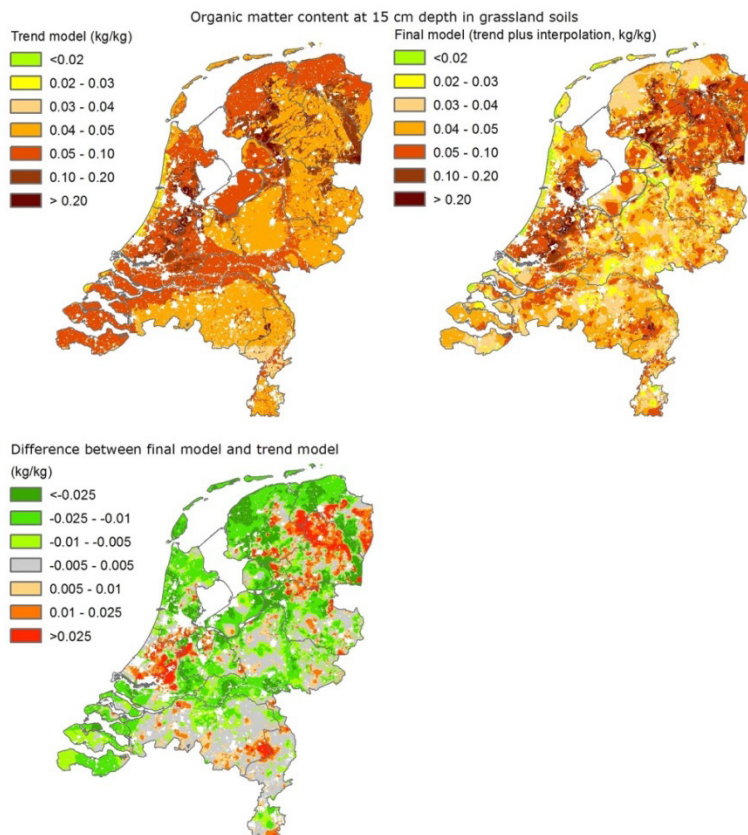 Organic matter content at 15 cm depth in grassland soils
Trend model (kg/kg)
<0.02
0.02 - 0.03
0.03 - 0.04
0.04 - 0.05
0.05 - 0.10
0.10 - 0.20
> 0.20
Final model (trend plus interpolation, kg/kg)
<0.02
0.02 - 0.03
0.03 - 0.04
0.04 - 0.05
0.05 - 0.10
0.10 - 0.20
> 0.20
Difference between final model and trend model
(kg/kg)
<-0.025
-0.025 - -0.01
-0.01 - -0.005
-0.005 - 0.005
0.005 - 0.01
0.01 - 0.025
>0.025